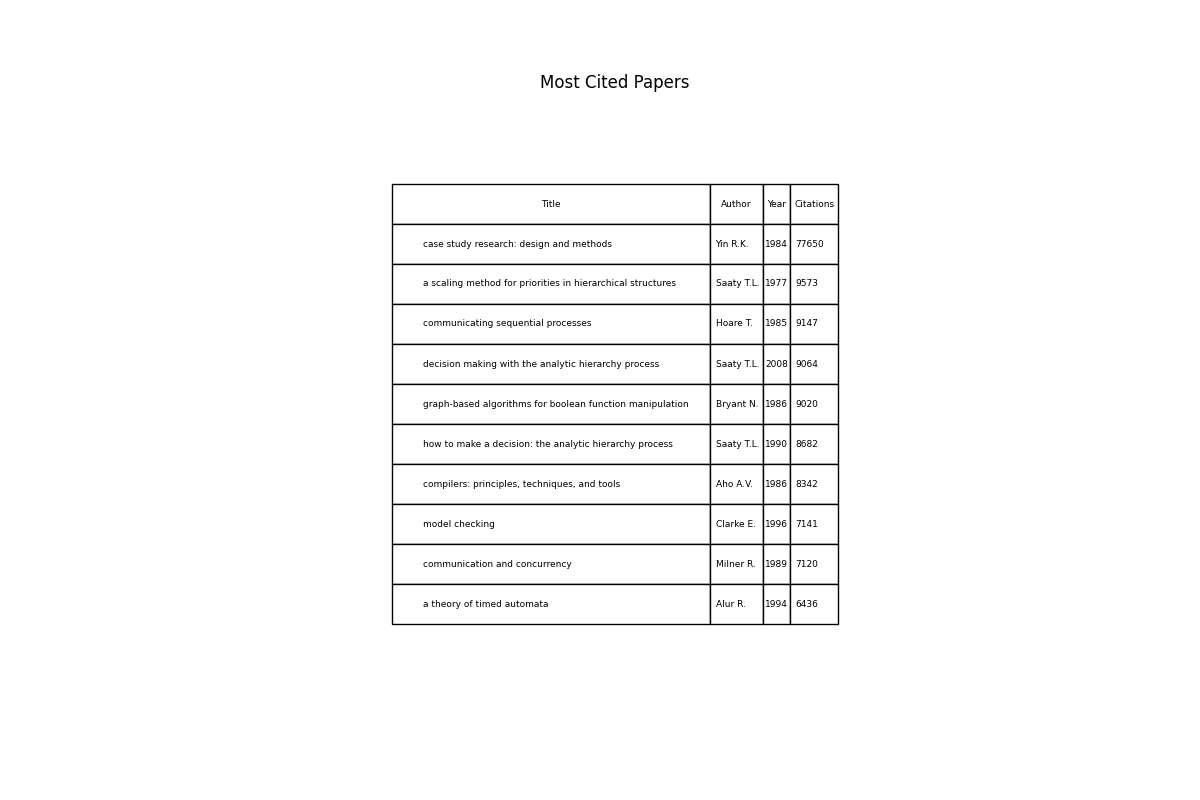 Most Cited Papers
Title Author Year Citations
case study research: design and methods Yin R.K. 1984 77650
a scaling method for priorities in hierarchical structures Saaty T.L. 1977 9573
communicating sequential processes Hoare T. 1985 9147
decision making with the analytic hierarchy process Saaty T.L. 2008 9064
graph-based algorithms for boolean function manipulation Bryant N. 1986 9020
how to make a decision: the analytic hierarchy process Saaty T.L. 1990 8682
compilers: principles, techniques, and tools Aho A.V. 1986 8342
model checking Clarke E. 1996 7141
communication and concurrency Milner R. 1989 7120
a theory of timed automata Alur R. 1994 6436